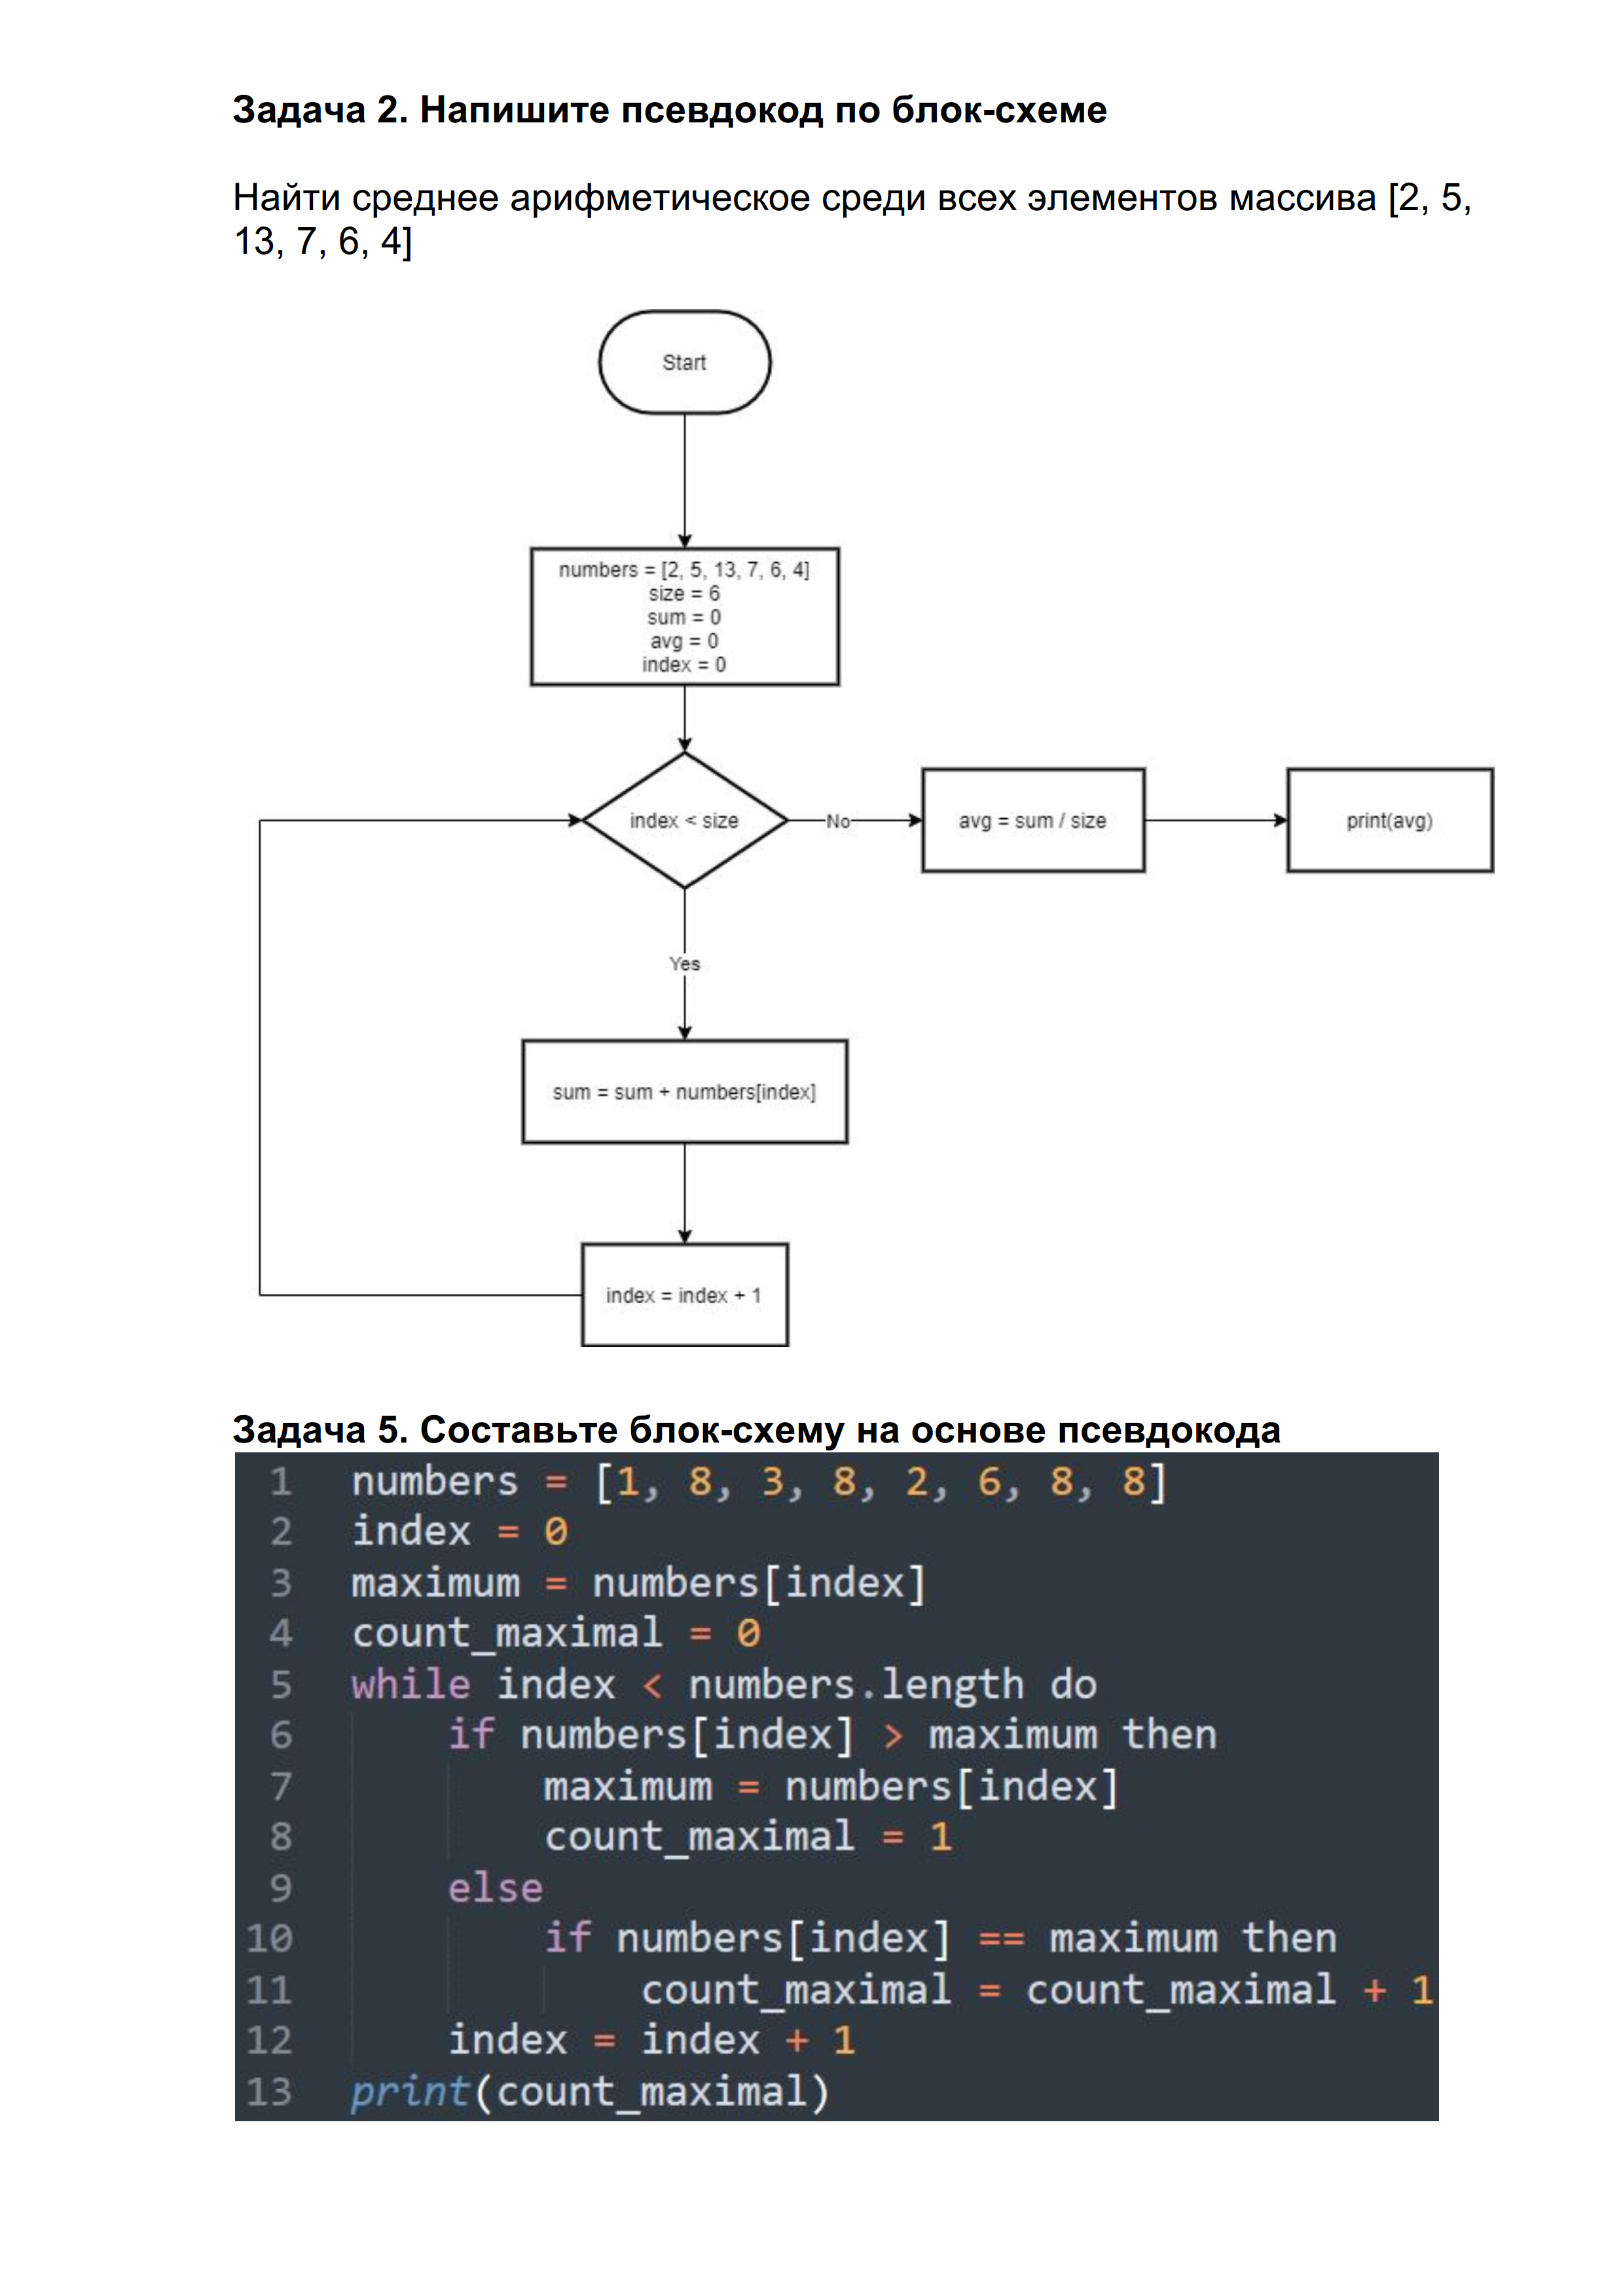 Задача 2. Напишите псевдокод по блок-схеме
Найти среднее арифметическое среди всех элементов массива [2, 5,
13, 7, 6, 4]
Start
numbers = [2, 5, 13, 7, 6, 4]
size = 6
sum = 0
avg = 0
index = 0
index < size
No
avg = sum / size
print(avg)
Yes
sum = sum + numbers[index]
index = index + 1
Задача 5. Составьте блок-схему на основе псевдокода
1 numbers = [1, 8, 3, 8, 2, 6, 8, 8]
2 index = 0
3 maximum = numbers[index]
4 count_maximal = 0
5 while index < numbers.length do
6 if numbers[index] > maximum then
7 maximum = numbers[index]
8 count_maximal = 1
9 else
10 if numbers[index] == maximum then
11 count_maximal = count_maximal + 1
12 index = index + 1
13 print(count_maximal)